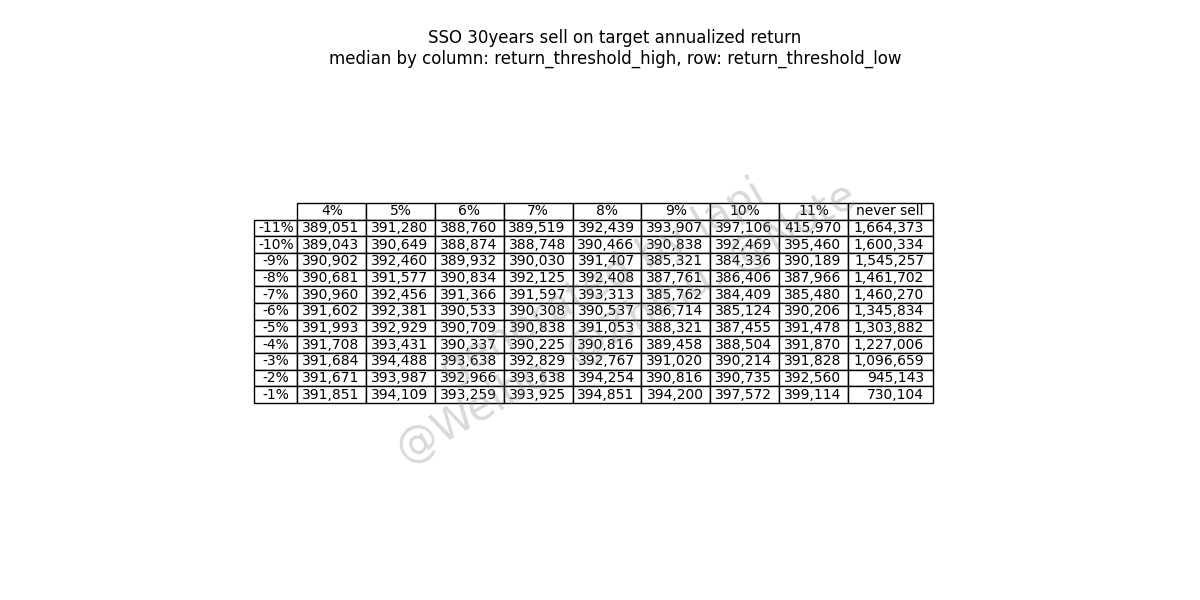 SSO 30years sell on target annualized return
median by column: return_threshold_high, row: return_threshold_low
4% 5% 6% 7% 8% 9% 10% 11% never sell
-11% 389,051 391,280 388,760 389,519 392,439 393,907 397,106 415,970 1,664,373
-10% 389,043 390,649 388,874 388,748 390,466 390,838 392,469 395,460 1,600,334
-9% 390,902 392,460 389,932 390,030 391,407 385,321 384,336 390,189 1,545,257
-8% 390,681 391,577 390,834 392,125 392,408 387,761 386,406 387,966 1,461,702
-7% 390,960 392,456 391,366 391,597 393,313 385,762 384,409 385,480 1,460,270
-6% 391,602 392,381 390,533 390,308 390,537 386,714 385,124 390,206 1,345,834
-5% 391,993 392,929 390,709 390,838 391,053 388,321 387,455 391,478 1,303,882
-4% 391,708 393,431 390,337 390,225 390,816 389,458 388,504 391,870 1,227,006
-3% 391,684 394,488 393,638 392,829 392,767 391,020 390,214 391,828 1,096,659
-2% 391,671 393,987 392,966 393,638 394,254 390,816 390,735 392,560 945,143
-1% 391,851 394,109 393,259 393,925 394,851 394,200 397,572 399,114 730,104